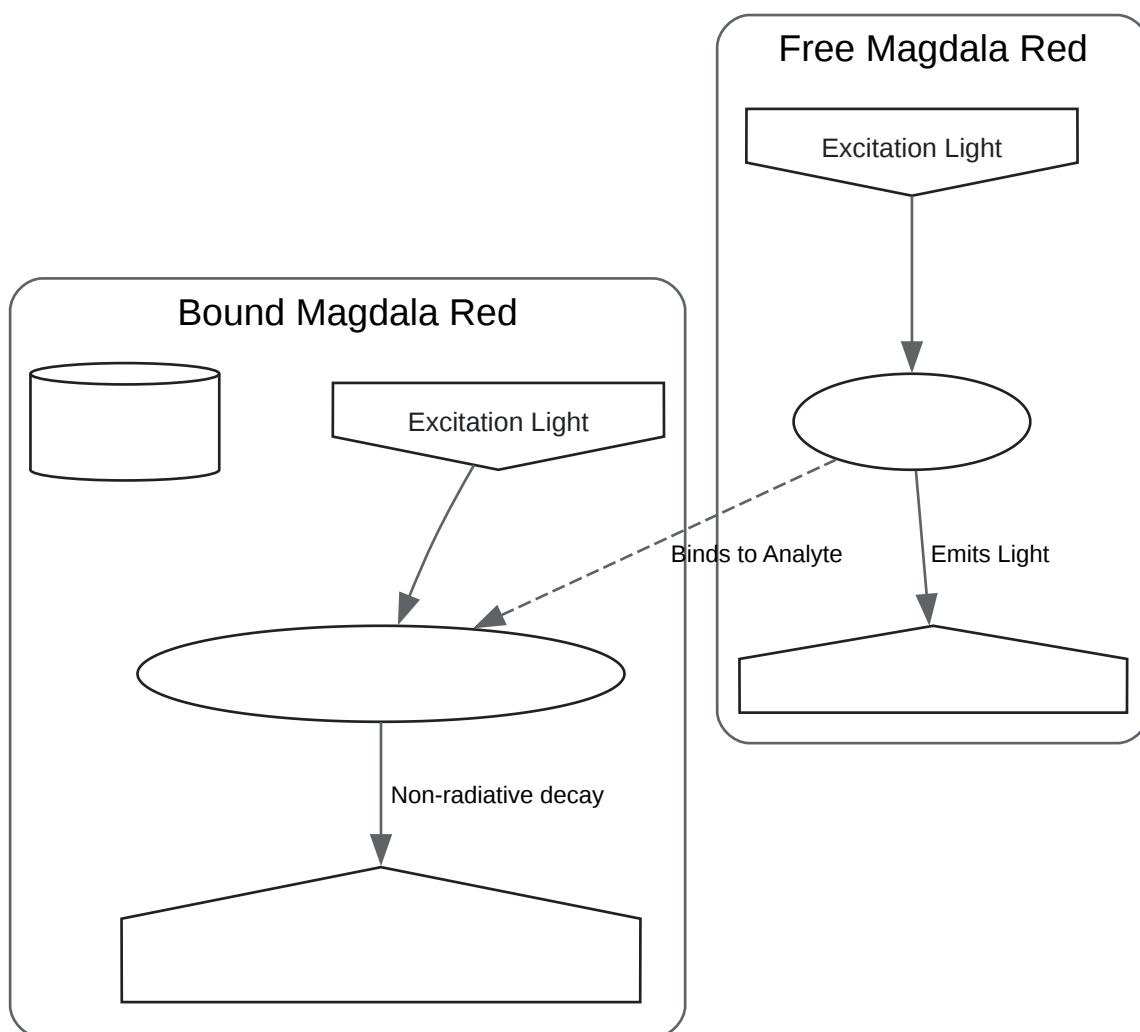 Free Magdala Red
Excitation Light
Bound Magdala Red
Excitation Light
Binds to Analyte
Emits Light
Non-radiative decay